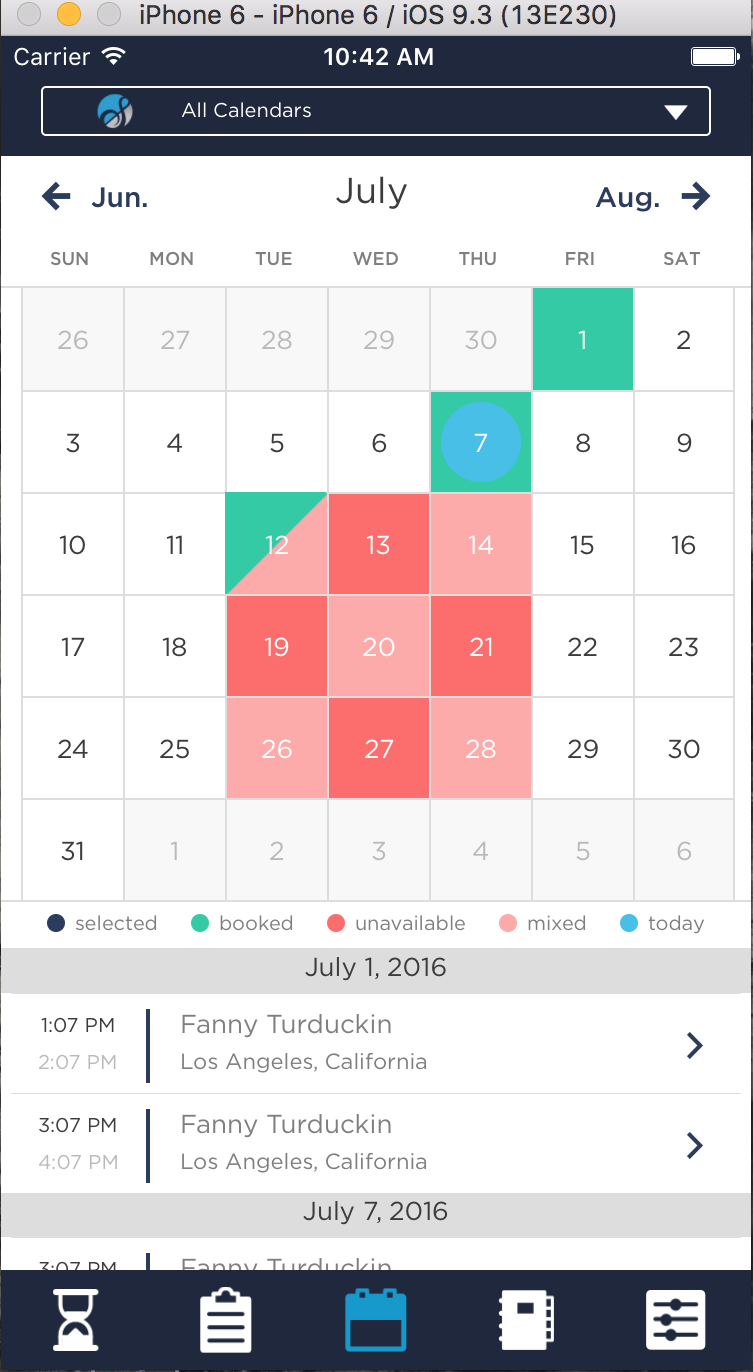 iPhone 6 - iPhone 6 / iOS 9.3 (13E230)
Carrier 10:42 AM
All Calendars
Jun. July Aug.
SUN MON TUE WED THU FRI SAT
26 27 28 29 30 1 2
3 4 5 6 7 8 9
10 11 12 13 14 15 16
17 18 19 20 21 22 23
24 25 26 27 28 29 30
31 1 2 3 4 5 6
selected booked unavailable mixed today
July 1, 2016
1:07 PM Fanny Turduckin
2:07 PM Los Angeles, California
3:07 PM Fanny Turduckin
4:07 PM Los Angeles, California
July 7, 2016
3:07 PM Fanny Turduckin